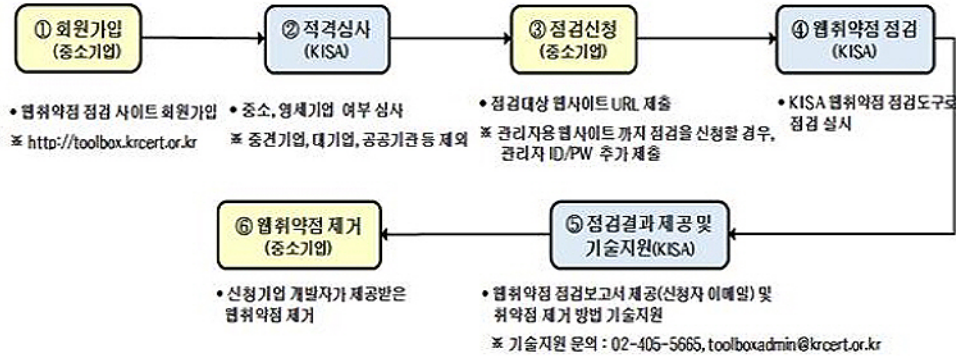 ① 회원가입
(중소기업)
② 적격심사
(KISA)
③ 점검신청
(중소기업)
④ 웹취약점 점검
(KISA)
• 웹취약점 점검 사이트 회원가입
※ http://toolbox.krcert.or.kr
• 중소, 영세기업 여부 심사
※ 중견기업, 대기업, 공공기관 등 제외
• 점검대상 웹사이트 URL 제출
※ 관리자용 웹사이트 까지 점검을 신청할 경우,
관리자 ID/PW 추가 제출
• KISA 웹취약점 점검도구로
점검 실시
⑥ 웹취약점 제거
(중소기업)
⑤ 점검결과 제공 및
기술지원(KISA)
• 신청기업 개발자가 제공받은
웹취약점 제거
• 웹취약점 점검보고서 제공(신청자 이메일) 및
취약점 제거 방법 기술지원
※ 기술지원 문의 : 02-405-5665, toolboxadmin@krcert.or.kr